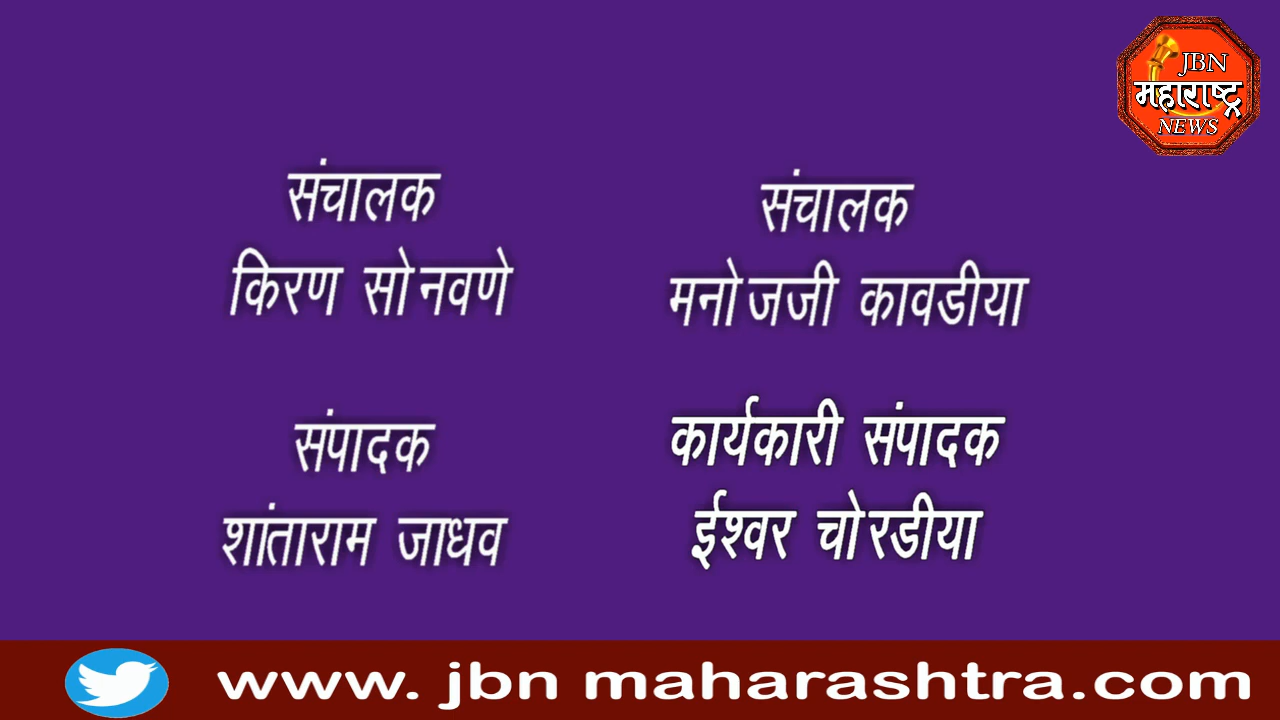 JBN
महाराष्ट्र
NEWS
संचालक
किरण सोनवणे
संचालक
मनोजजी कावडीया
संपादक
शांताराम जाधव
कार्यकारी संपादक
ईश्वर चोरडीया
www. jbn maharashtra.com